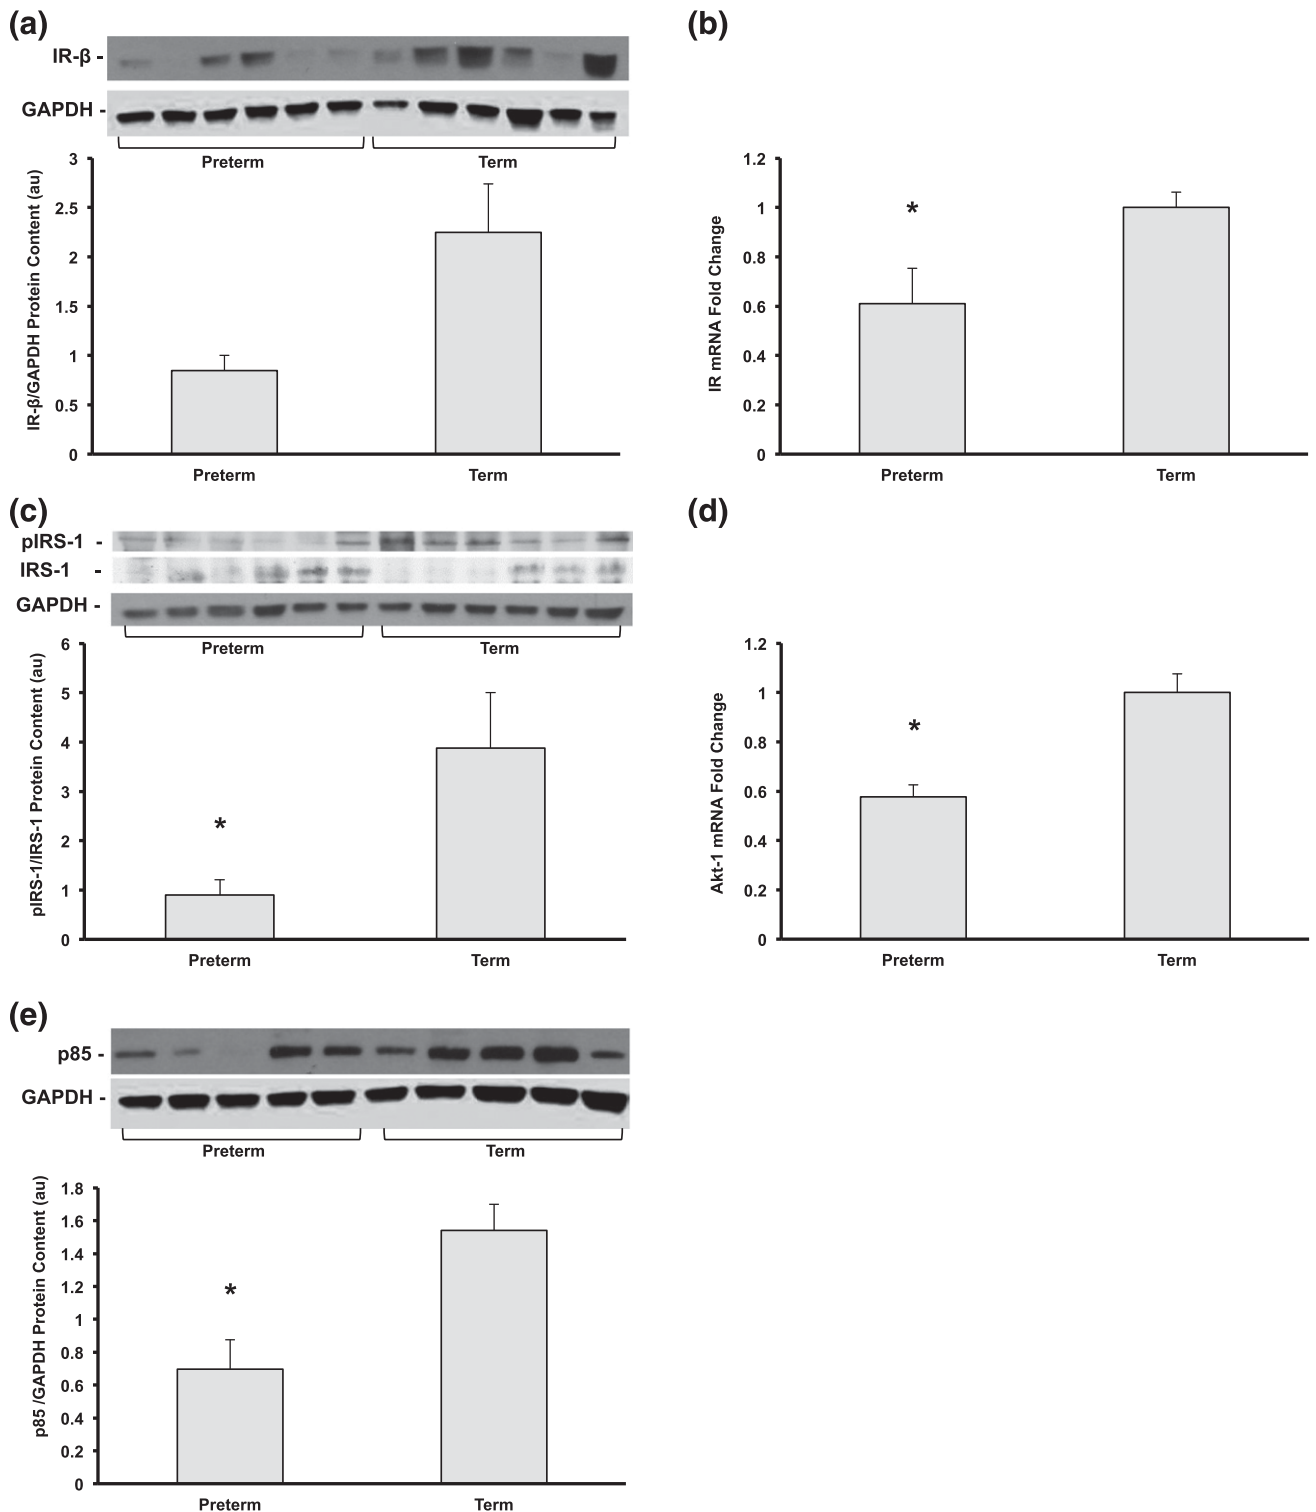 (a)
IR-β -
GAPDH -
Preterm Term
IR-β/GAPDH Protein Content (au)
3
2.5
2
1.5
1
0.5
0
Preterm Term
(b)
IR mRNA Fold Change
1.2
1
0.8
0.6
0.4
0.2
0
*
Preterm Term
(c)
pIRS-1 -
IRS-1 -
GAPDH -
Preterm Term
pIRS-1/IRS-1 Protein Content (au)
6
5
4
3
2
1
0
*
Preterm Term
(d)
Akt-1 mRNA Fold Change
1.2
1
0.8
0.6
0.4
0.2
0
*
Preterm Term
(e)
p85 -
GAPDH -
Preterm Term
p85 /GAPDH Protein Content (au)
1.8
1.6
1.4
1.2
1
0.8
0.6
0.4
0.2
0
*
Preterm Term